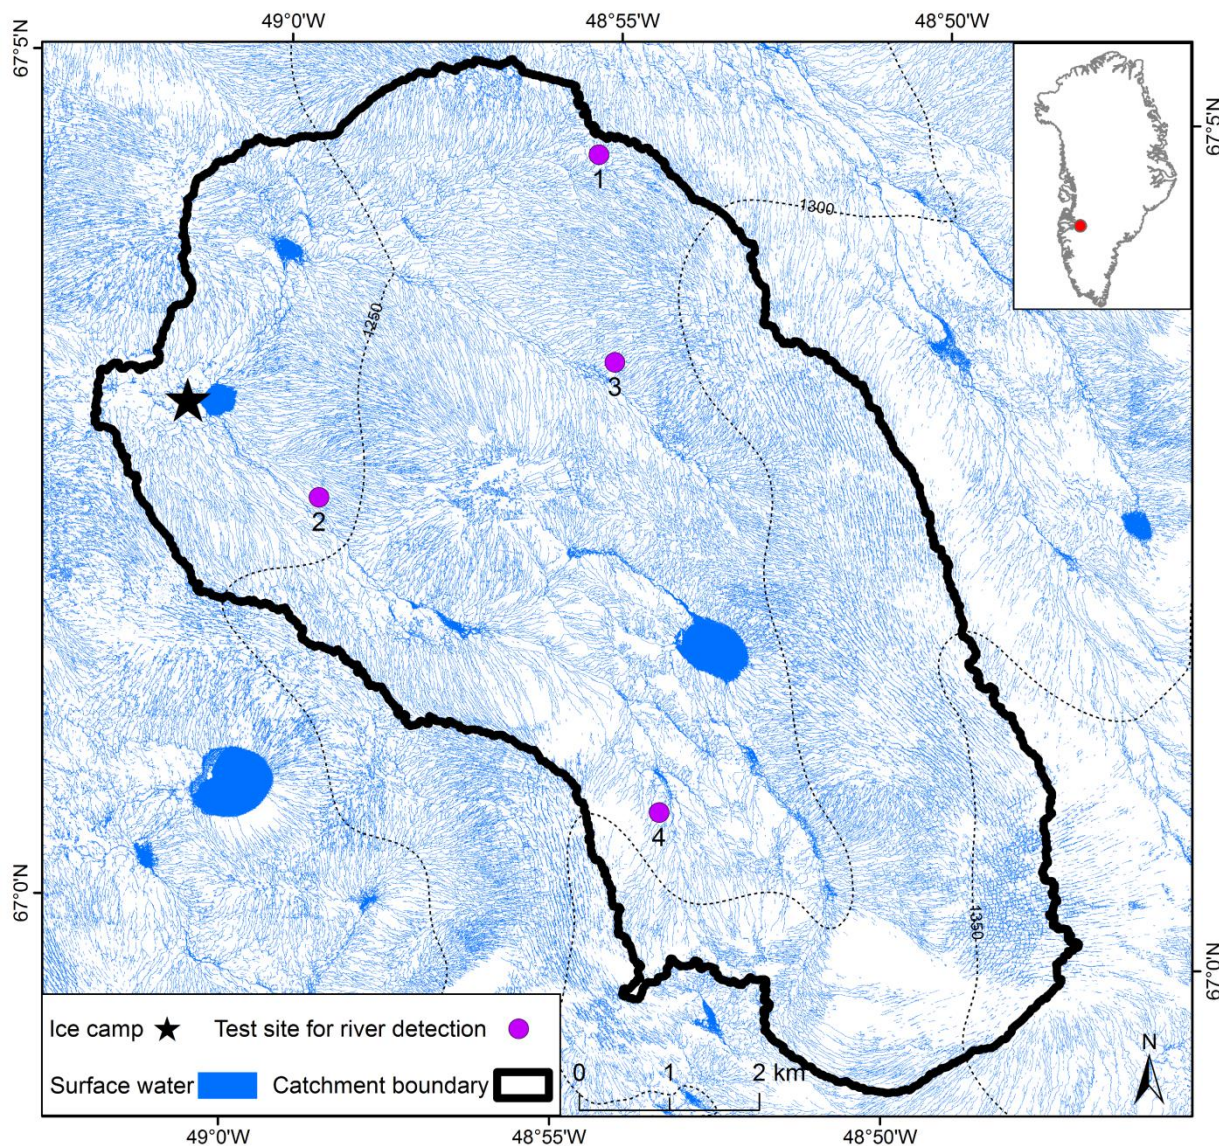 49°0'W 48°55'W 48°50'W
67°5'N
67°5'N
1
1300
1250
3
2
4
67°0'N
1350
67°0'N
Ice camp Test site for river detection
N
Surface water Catchment boundary
0 1 2 km
49°0'W 48°55'W 48°50'W